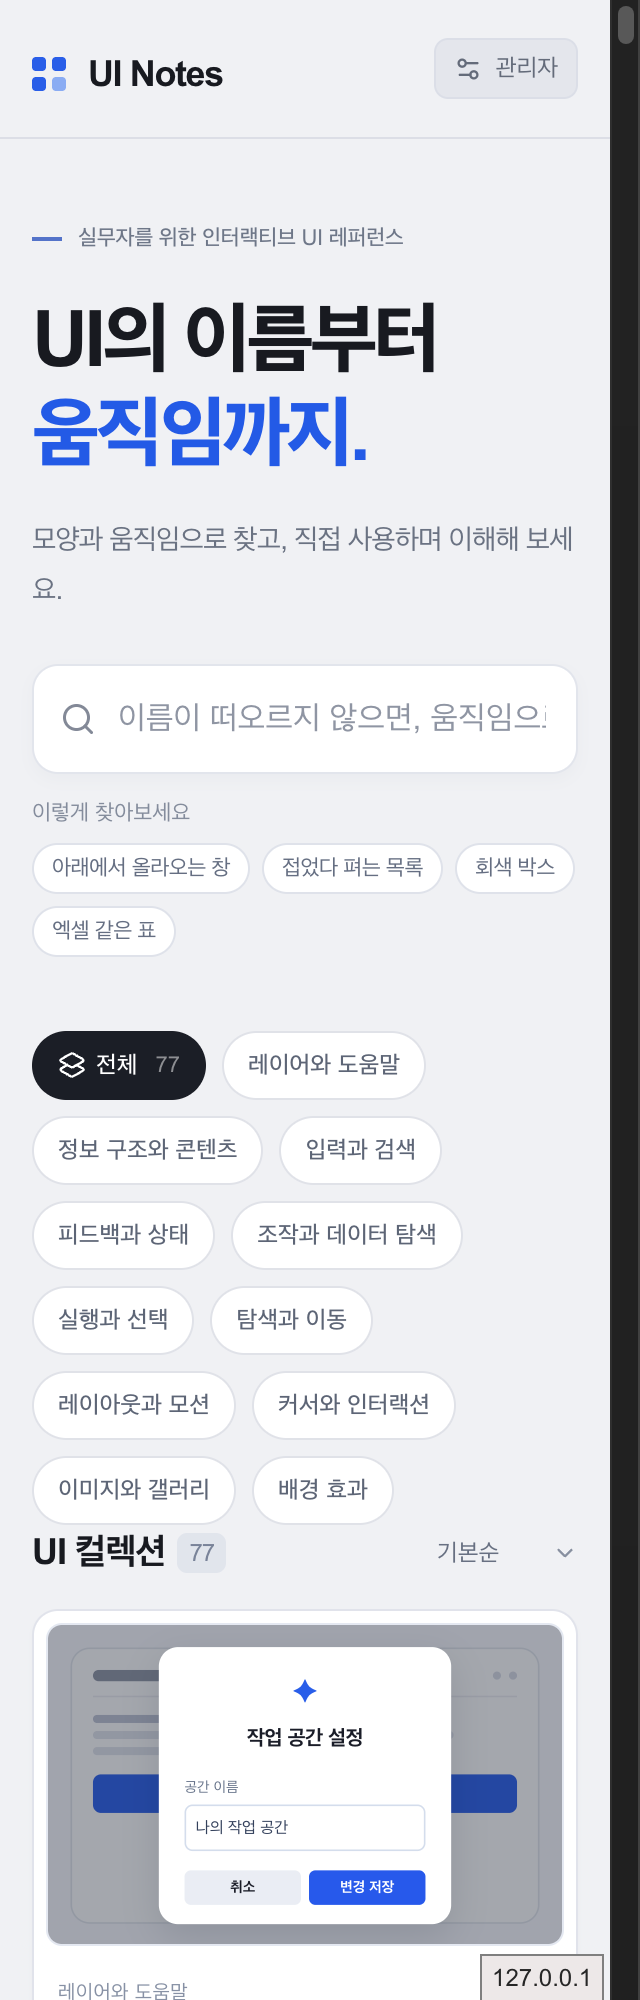 UI Notes
관리자
실무자를 위한 인터랙티브 UI 레퍼런스
UI의 이름부터
움직임까지.
모양과 움직임으로 찾고, 직접 사용하며 이해해 보세
요.
이름이 떠오르지 않으면, 움직임으
이렇게 찾아보세요
아래에서 올라오는 창
접었다 펴는 목록
회색 박스
엑셀 같은 표
전체 77
레이어와 도움말
정보 구조와 콘텐츠
입력과 검색
피드백과 상태
조작과 데이터 탐색
실행과 선택
탐색과 이동
레이아웃과 모션
커서와 인터랙션
이미지와 갤러리
배경 효과
UI 컬렉션 77
기본순
작업 공간 설정
공간 이름
나의 작업 공간
취소
변경 저장
레이어와 도움말
127.0.0.1